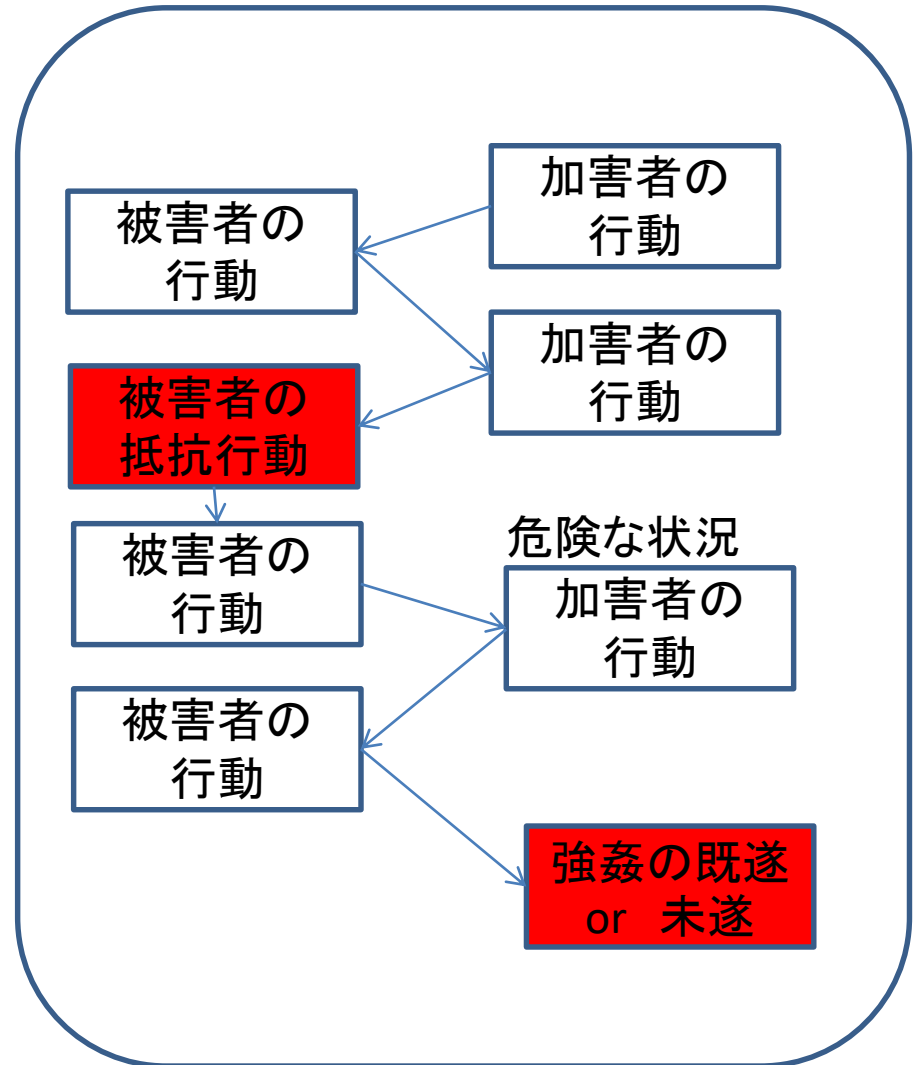 加害者の
行動
被害者の
行動
加害者の
行動
被害者の
抵抗行動
被害者の
行動
危険な状況
加害者の
行動
被害者の
行動
強姦の既遂
or 未遂